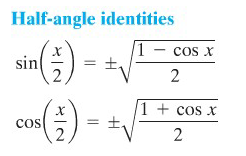 Half-angle identities
sin(x/2) = ±√((1 − cos x)/2)
cos(x/2) = ±√((1 + cos x)/2)